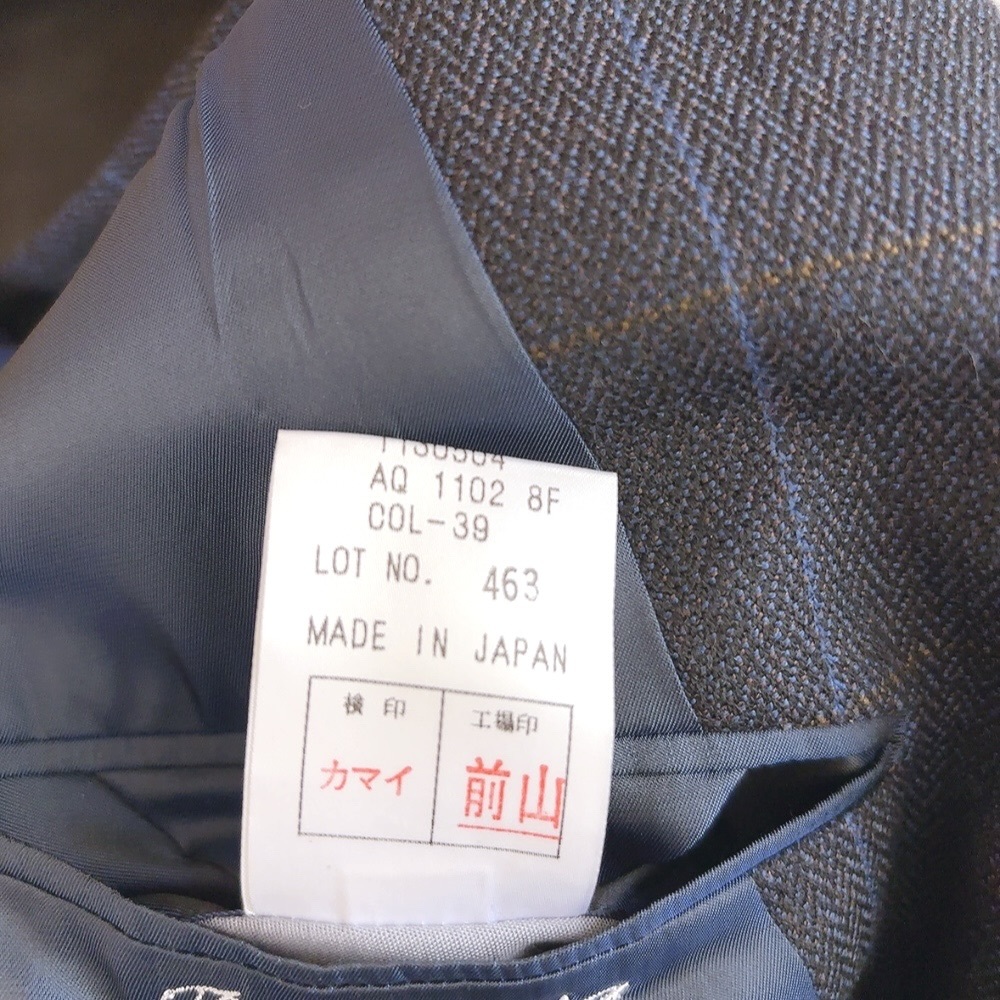 AQ 1102 8F
COL-39
LOT NO. 463
MADE IN JAPAN
検印 工場印
カマイ 前山